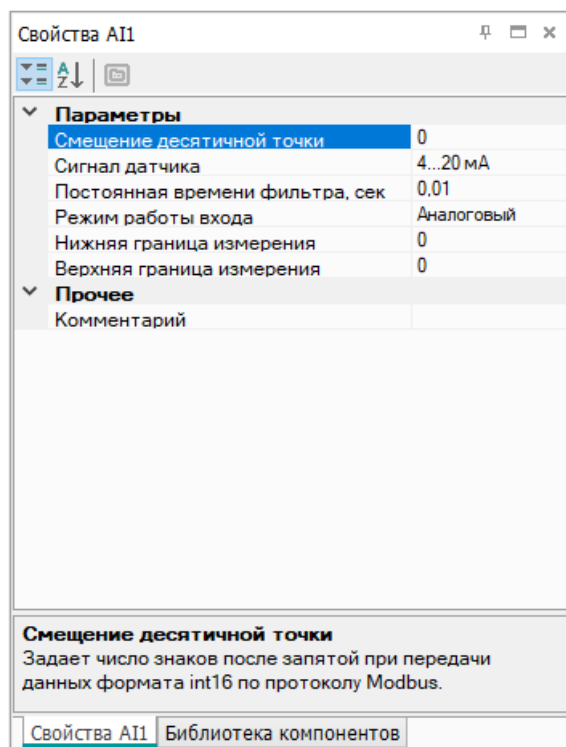 Свойства AI1
Параметры
Смещение десятичной точки 0
Сигнал датчика 4...20 мА
Постоянная времени фильтра, сек 0,01
Режим работы входа Аналоговый
Нижняя граница измерения 0
Верхняя граница измерения 0
Прочее
Комментарий
Смещение десятичной точки
Задает число знаков после запятой при передачи
данных формата int16 по протоколу Modbus.
Свойства AI1 Библиотека компонентов